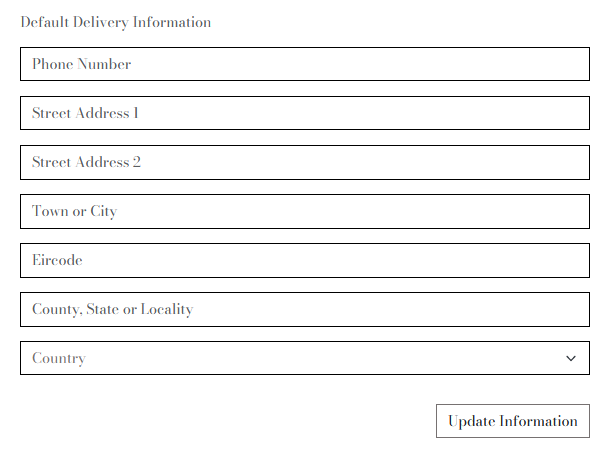 Default Delivery Information
Phone Number
Street Address 1
Street Address 2
Town or City
Eircode
County, State or Locality
Country
Update Information